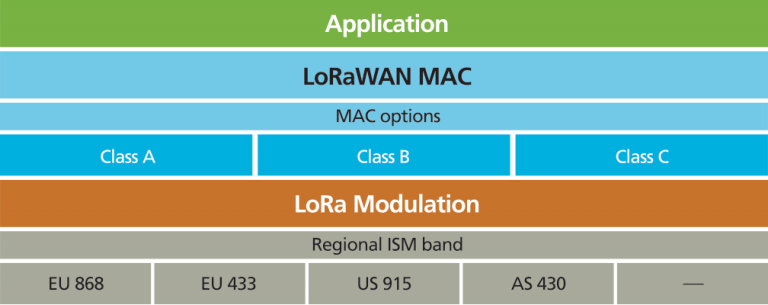 Application
LoRaWAN MAC
MAC options
Class A Class B Class C
LoRa Modulation
Regional ISM band
EU 868 EU 433 US 915 AS 430 —